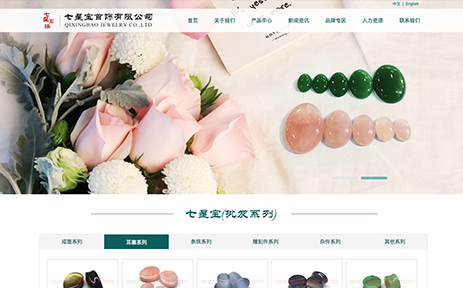 中文 | English
七星宝首饰有限公司
QIXINGBAO JEWELRY CO.,LTD
首页 关于我们 产品中心 新闻资讯 品牌专区 人力资源 联系我们
yes
七星宝(批发系列)
戒面系列 耳塞系列 条珠系列 雕刻件系列 杂件系列 其他系列